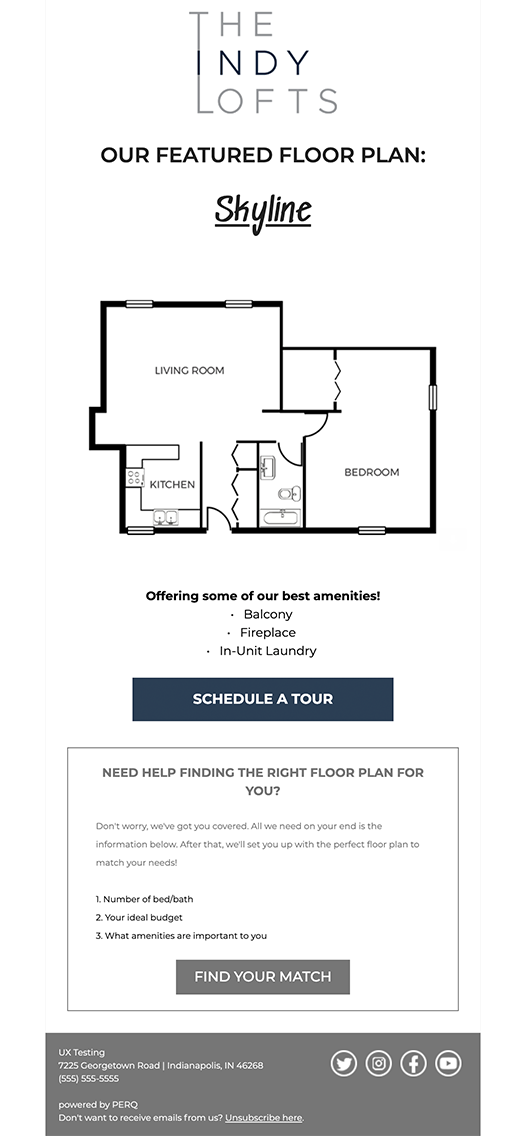 THE
INDY
LOFTS
OUR FEATURED FLOOR PLAN:
Skyline
LIVING ROOM
BEDROOM
KITCHEN
Offering some of our best amenities!
· Balcony
· Fireplace
· In-Unit Laundry
SCHEDULE A TOUR
NEED HELP FINDING THE RIGHT FLOOR PLAN FOR
YOU?
Don't worry, we've got you covered. All we need on your end is the
information below. After that, we'll set you up with the perfect floor plan to
match your needs!
1. Number of bed/bath
2. Your ideal budget
3. What amenities are important to you
FIND YOUR MATCH
UX Testing
7225 Georgetown Road | Indianapolis, IN 46268
(555) 555-5555
powered by PERQ
Don't want to receive emails from us? Unsubscribe here.